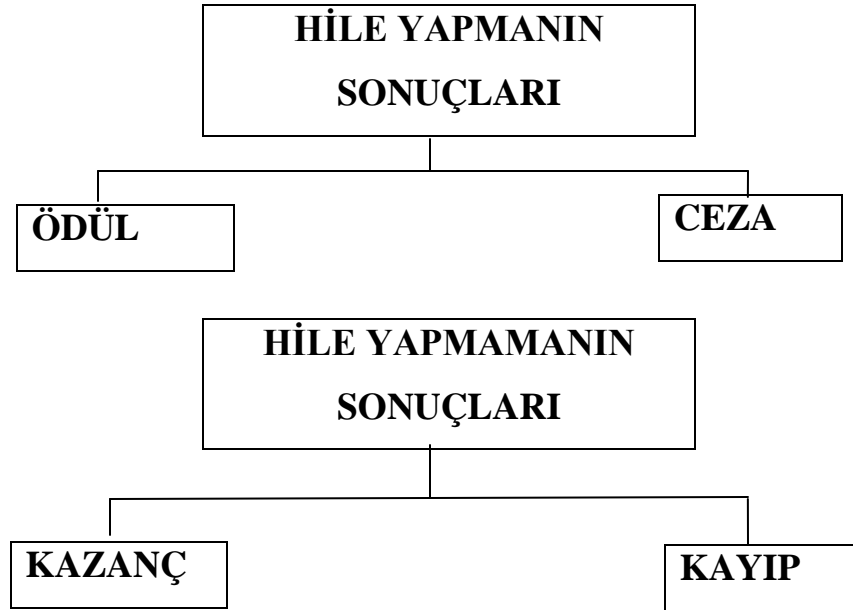 HİLE YAPMANIN
SONUÇLARI
ÖDÜL
CEZA
HİLE YAPMAMANIN
SONUÇLARI
KAZANÇ
KAYIP